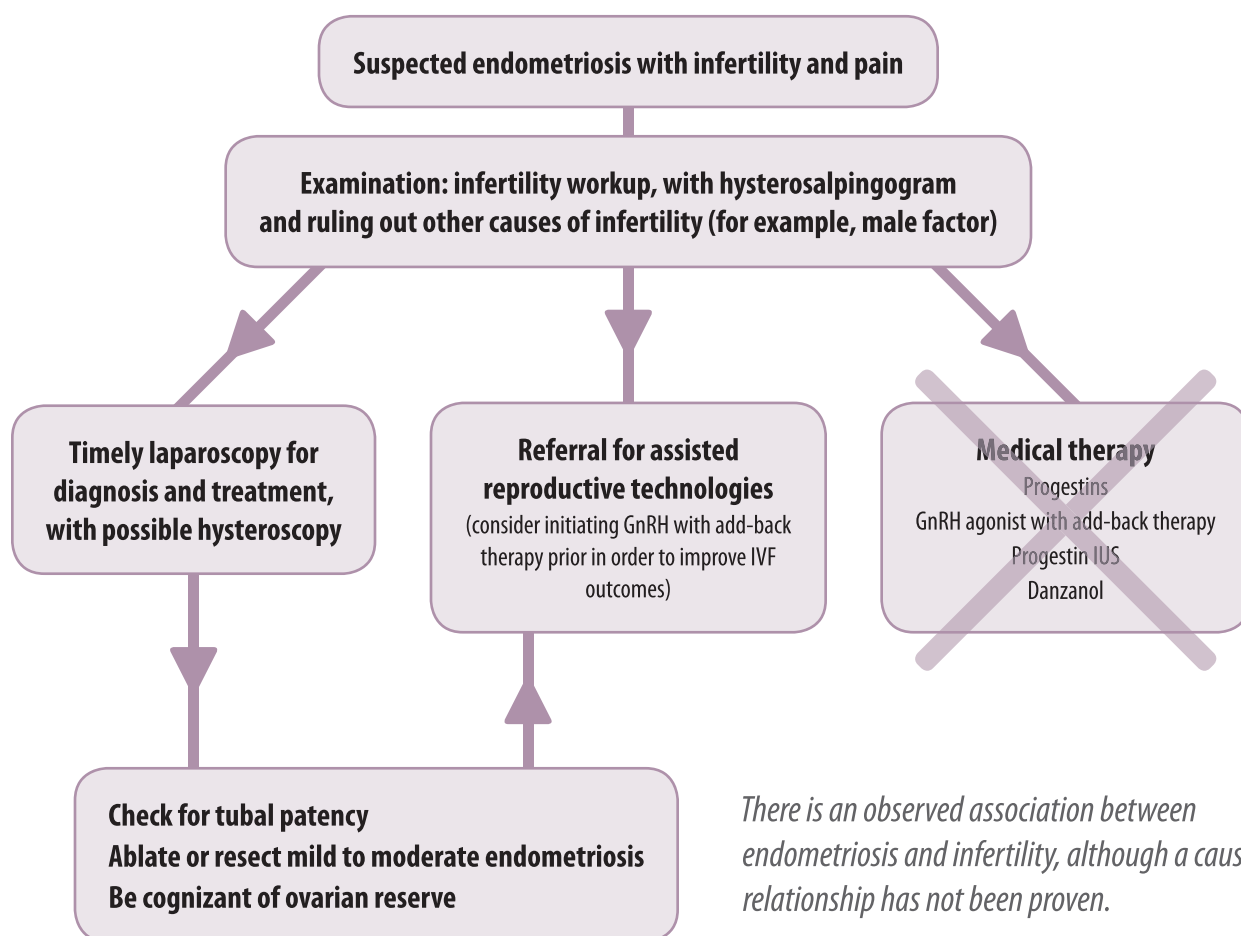 Suspected endometriosis with infertility and pain
Examination: infertility workup, with hysterosalpingogram
and ruling out other causes of infertility (for example, male factor)
Timely laparoscopy for
diagnosis and treatment,
with possible hysteroscopy
Referral for assisted
reproductive technologies
(consider initiating GnRH with add-back
therapy prior in order to improve IVF
outcomes)
Medical therapy
Progestins
GnRH agonist with add-back therapy
Progestin IUS
Danzanol
Check for tubal patency
Ablate or resect mild to moderate endometriosis
Be cognizant of ovarian reserve
There is an observed association between
endometriosis and infertility, although a
relationship has not been proven.